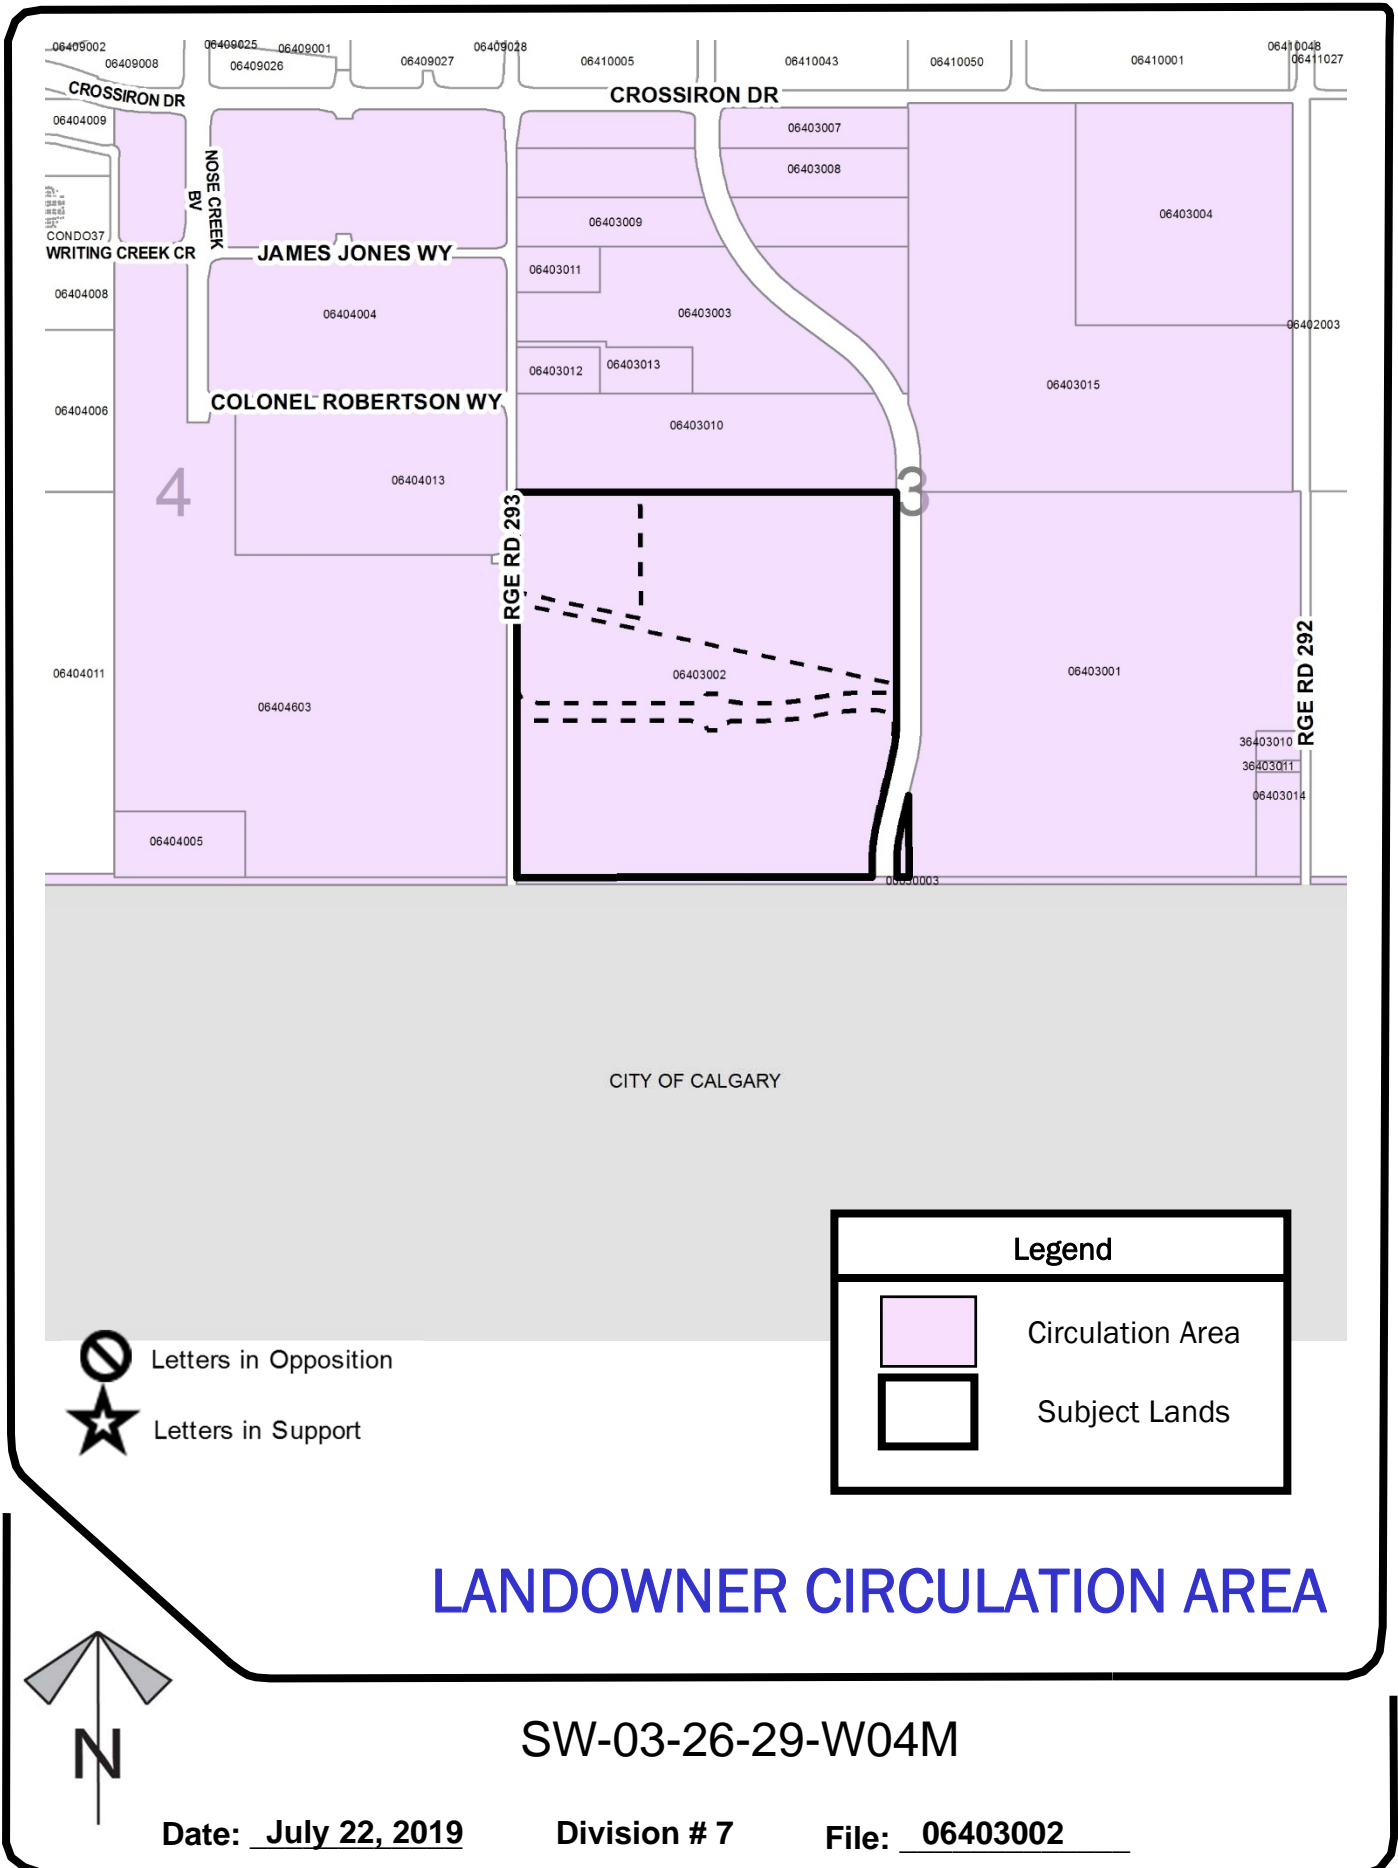 06409002
06409008
06409025
06409001
06409026
06409027
06409028
06410005
06410043
06410050
06410001
06410048
06411027
CROSSIRON DR
CROSSIRON DR
06404009
06403007
06403008
NOSE CREEK
BV
06403004
06403009
CONDO37
WRITING CREEK CR
JAMES JONES WY
06403011
06404008
06404004
06403003
06402003
06403012
06403013
06403015
COLONEL ROBERTSON WY
06404006
06403010
06404013
4
3
RGE RD 293
06404011
06403002
06403001
RGE RD 292
06404603
36403010
36403011
06403014
06404005
CITY OF CALGARY
Legend
Circulation Area
Subject Lands
Letters in Opposition
Letters in Support
LANDOWNER CIRCULATION AREA
N
SW-03-26-29-W04M
Date: July 22, 2019 Division # 7 File: 06403002